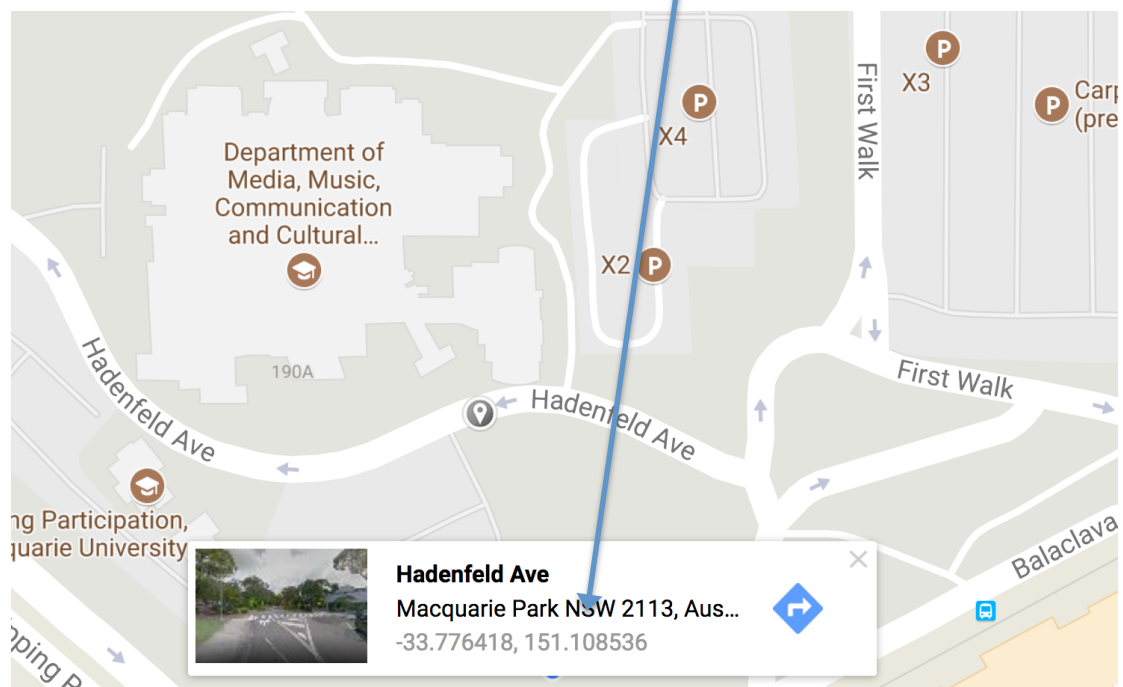 P
X3
P
Carp
(pre
P
X4
First Walk
Department of
Media, Music,
Communication
and Cultural...
X2
P
Hadenfeld Ave
190A
Hadenfeld Ave
First Walk
ng Participation,
quarie University
Balaclava
pping R
Hadenfeld Ave
Macquarie Park NSW 2113, Aus...
-33.776418, 151.108536